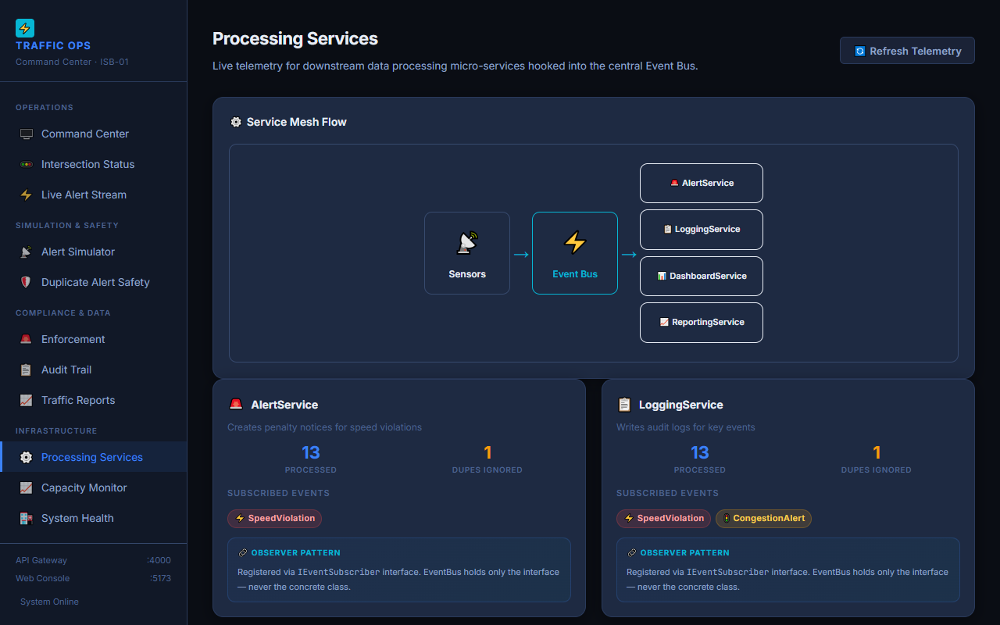 TRAFFIC OPS
Command Center · ISB-01
OPERATIONS
Command Center
Intersection Status
Live Alert Stream
SIMULATION & SAFETY
Alert Simulator
Duplicate Alert Safety
COMPLIANCE & DATA
Enforcement
Audit Trail
Traffic Reports
INFRASTRUCTURE
Processing Services
Capacity Monitor
System Health
API Gateway :4000
Web Console :5173
System Online
Processing Services
Live telemetry for downstream data processing micro-services hooked into the central Event Bus.
Refresh Telemetry
Service Mesh Flow
Sensors
→
Event Bus
→
AlertService
LoggingService
DashboardService
ReportingService
AlertService
Creates penalty notices for speed violations
13 1
PROCESSED DUPES IGNORED
SUBSCRIBED EVENTS
SpeedViolation
OBSERVER PATTERN
Registered via IEventSubscriber interface. EventBus holds only the interface
— never the concrete class.
LoggingService
Writes audit logs for key events
13 1
PROCESSED DUPES IGNORED
SUBSCRIBED EVENTS
SpeedViolation CongestionAlert
OBSERVER PATTERN
Registered via IEventSubscriber interface. EventBus holds only the interface
— never the concrete class.